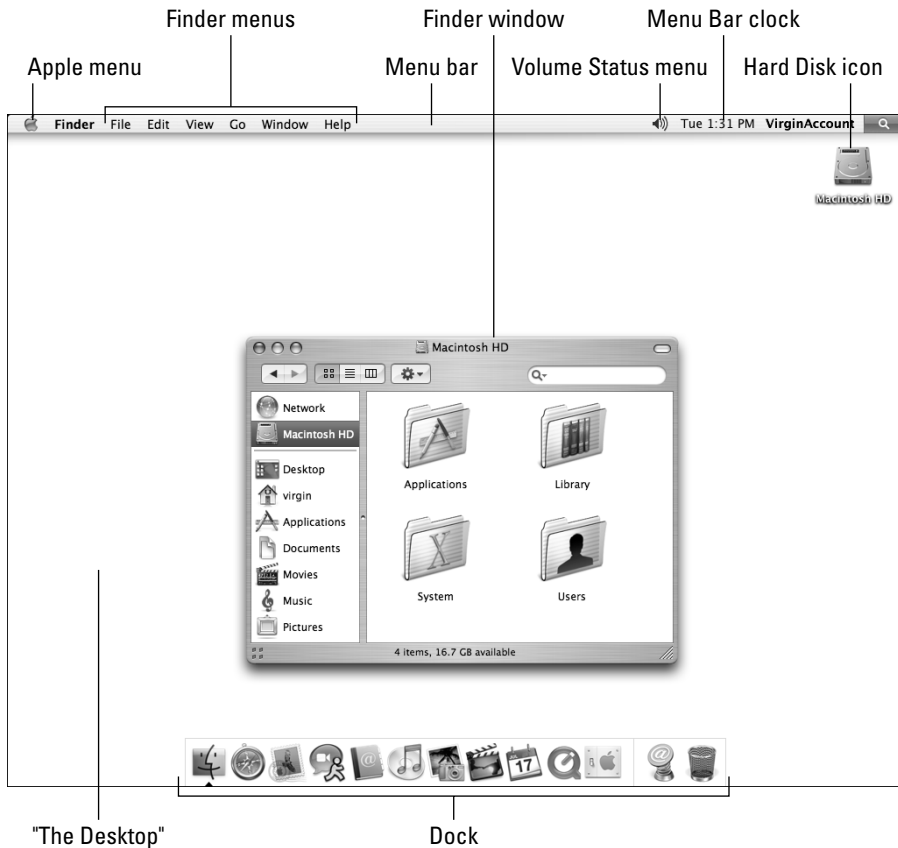 Finder menus Finder window Menu Bar clock
Apple menu Menu bar Volume Status menu Hard Disk icon
Finder File Edit View Go Window Help Tue 1:31 PM VirginAccount
Macintosh HD
Macintosh HD
Network
Macintosh HD
Desktop
virgin
Applications
Documents
Movies
Music
Pictures
Applications Library
System Users
4 items, 16.7 GB available
17
"The Desktop" Dock